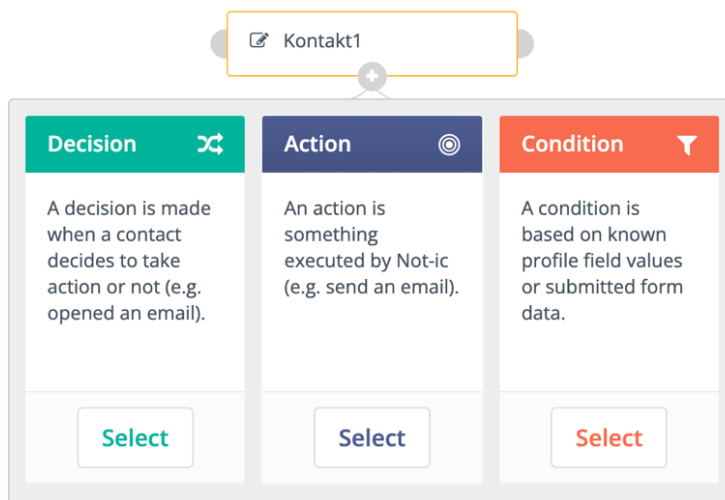 Kontakt1
Decision
A decision is made
when a contact
decides to take
action or not (e.g.
opened an email).
Select
Action
An action is
something
executed by Not-ic
(e.g. send an email).
Select
Condition
A condition is
based on known
profile field values
or submitted form
data.
Select